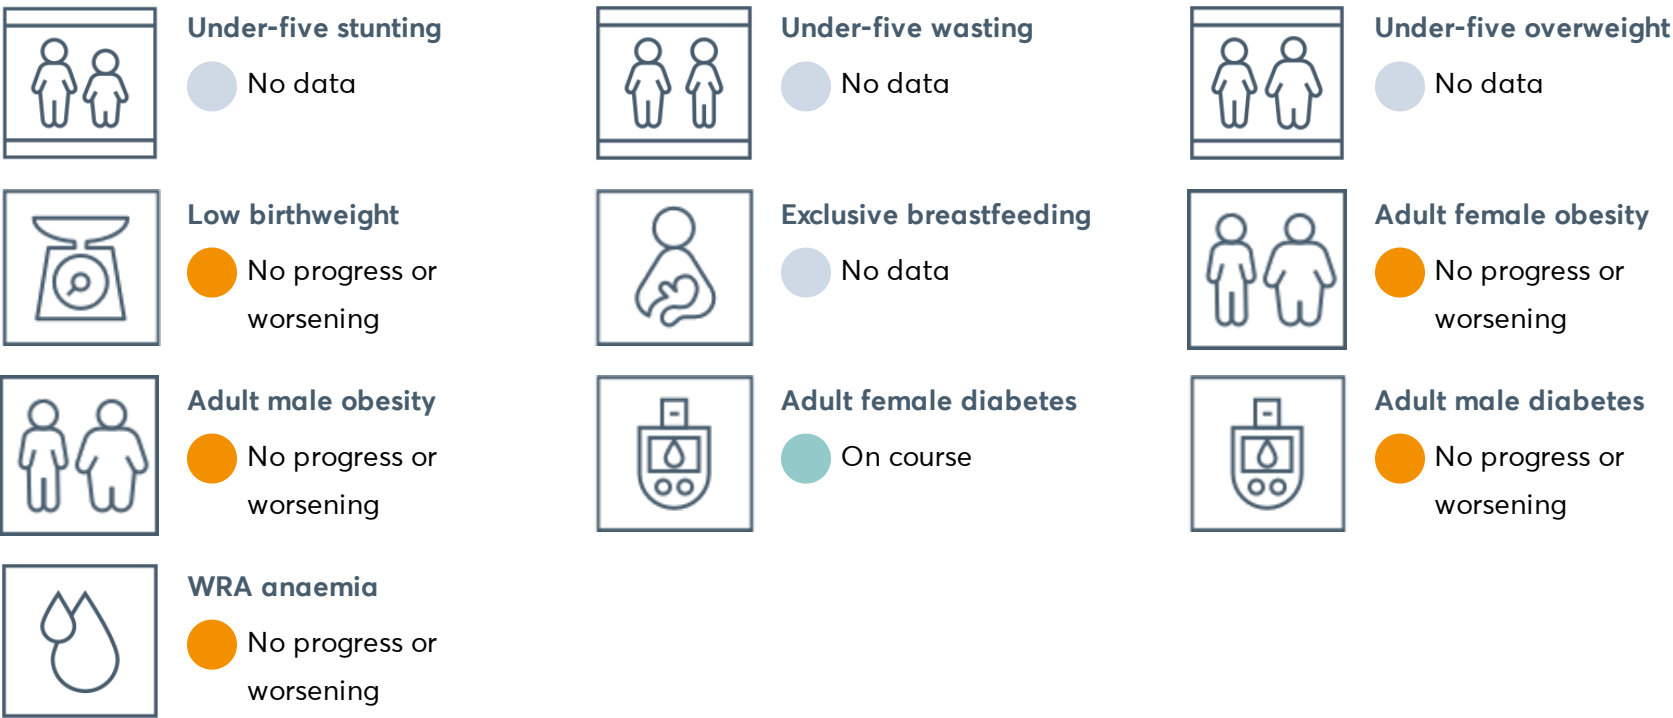 Under-five stunting
No data
Under-five wasting
No data
Under-five overweight
No data
Low birthweight
No progress or
worsening
Exclusive breastfeeding
No data
Adult female obesity
No progress or
worsening
Adult male obesity
No progress or
worsening
Adult female diabetes
On course
Adult male diabetes
No progress or
worsening
WRA anaemia
No progress or
worsening